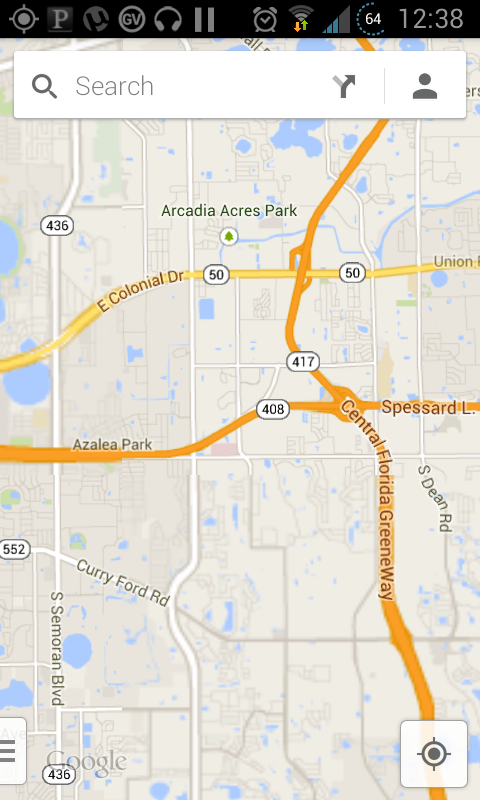 64 12:38
Search
436
Arcadia Acres Park
50
50
Union
E Colonial Dr
417
408
Spessard L.
Central Florida GreeneWay
Azalea Park
S Dean Rd
552
Curry Ford Rd
S Semoran Blvd
Google
436